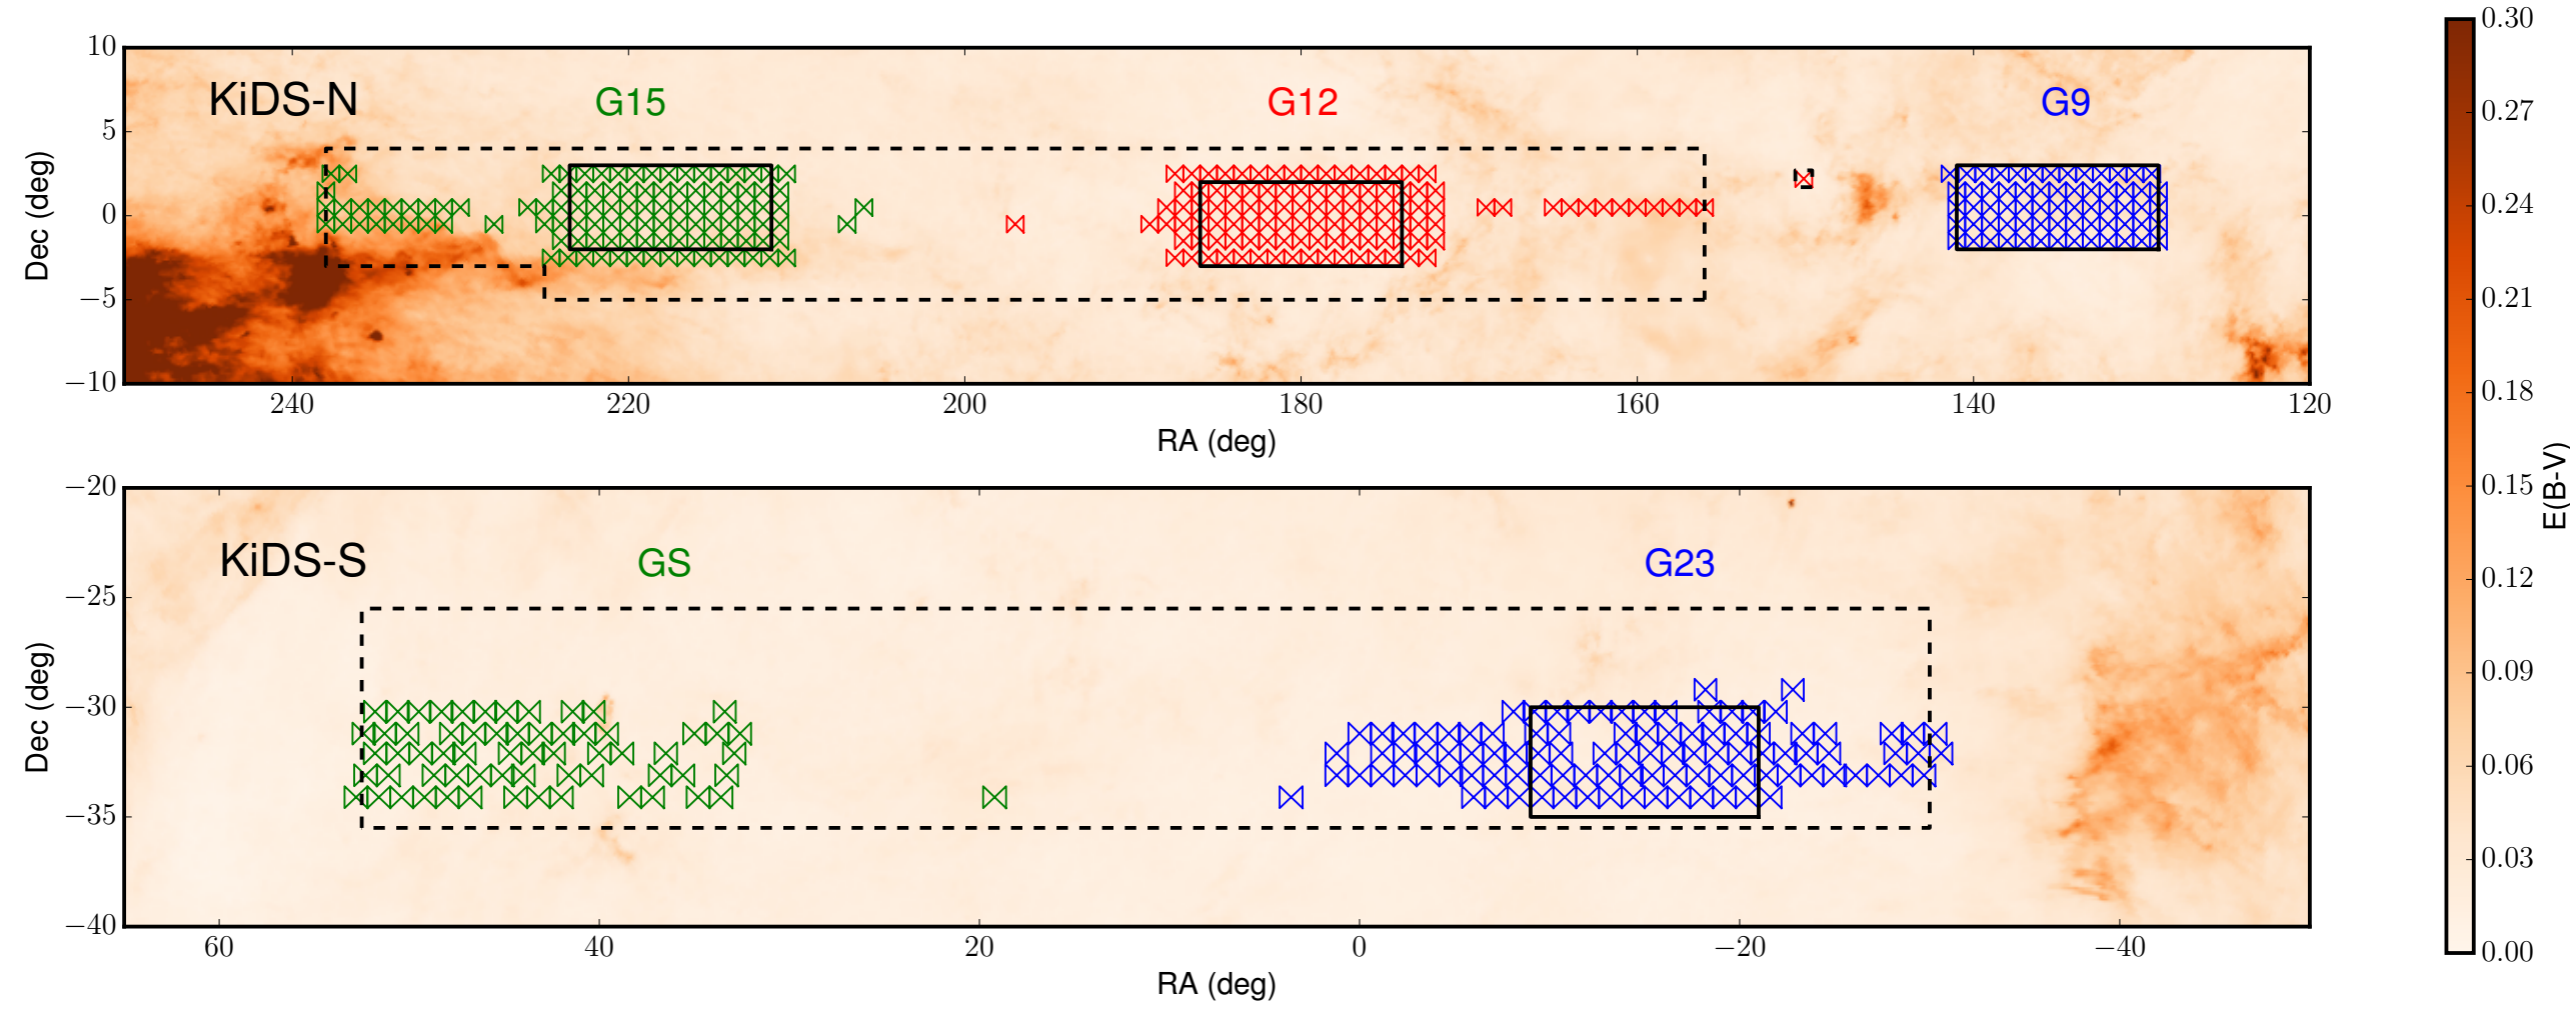 10
5
0
−5
−10
Dec (deg)
KiDS-N
G15
G12
G9
240
220
200
180
160
140
120
RA (deg)
−20
−25
−30
−35
−40
Dec (deg)
KiDS-S
GS
G23
60
40
20
0
−20
−40
RA (deg)
0.30
0.27
0.24
0.21
0.18
0.15
0.12
0.09
0.06
0.03
0.00
E(B-V)